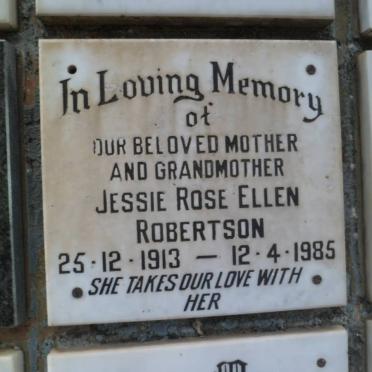 In Loving Memory
of
OUR BELOVED MOTHER
AND GRANDMOTHER
JESSIE ROSE ELLEN
ROBERTSON
25·12·1913 — 12·4·1985
SHE TAKES OUR LOVE WITH
HER